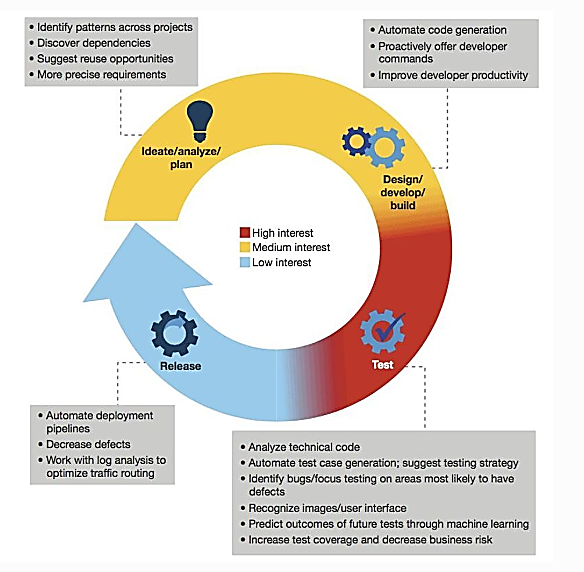 • Identify patterns across projects
• Discover dependencies
• Suggest reuse opportunities
• More precise requirements
• Automate code generation
• Proactively offer developer
commands
• Improve developer productivity
Ideate/analyze/
plan
Design/
develop/
build
High interest
Medium interest
Low interest
Release
Test
• Automate deployment
pipelines
• Decrease defects
• Work with log analysis to
optimize traffic routing
• Analyze technical code
• Automate test case generation; suggest testing strategy
• Identify bugs/focus testing on areas most likely to have
defects
• Recognize images/user interface
• Predict outcomes of future tests through machine learning
• Increase test coverage and decrease business risk